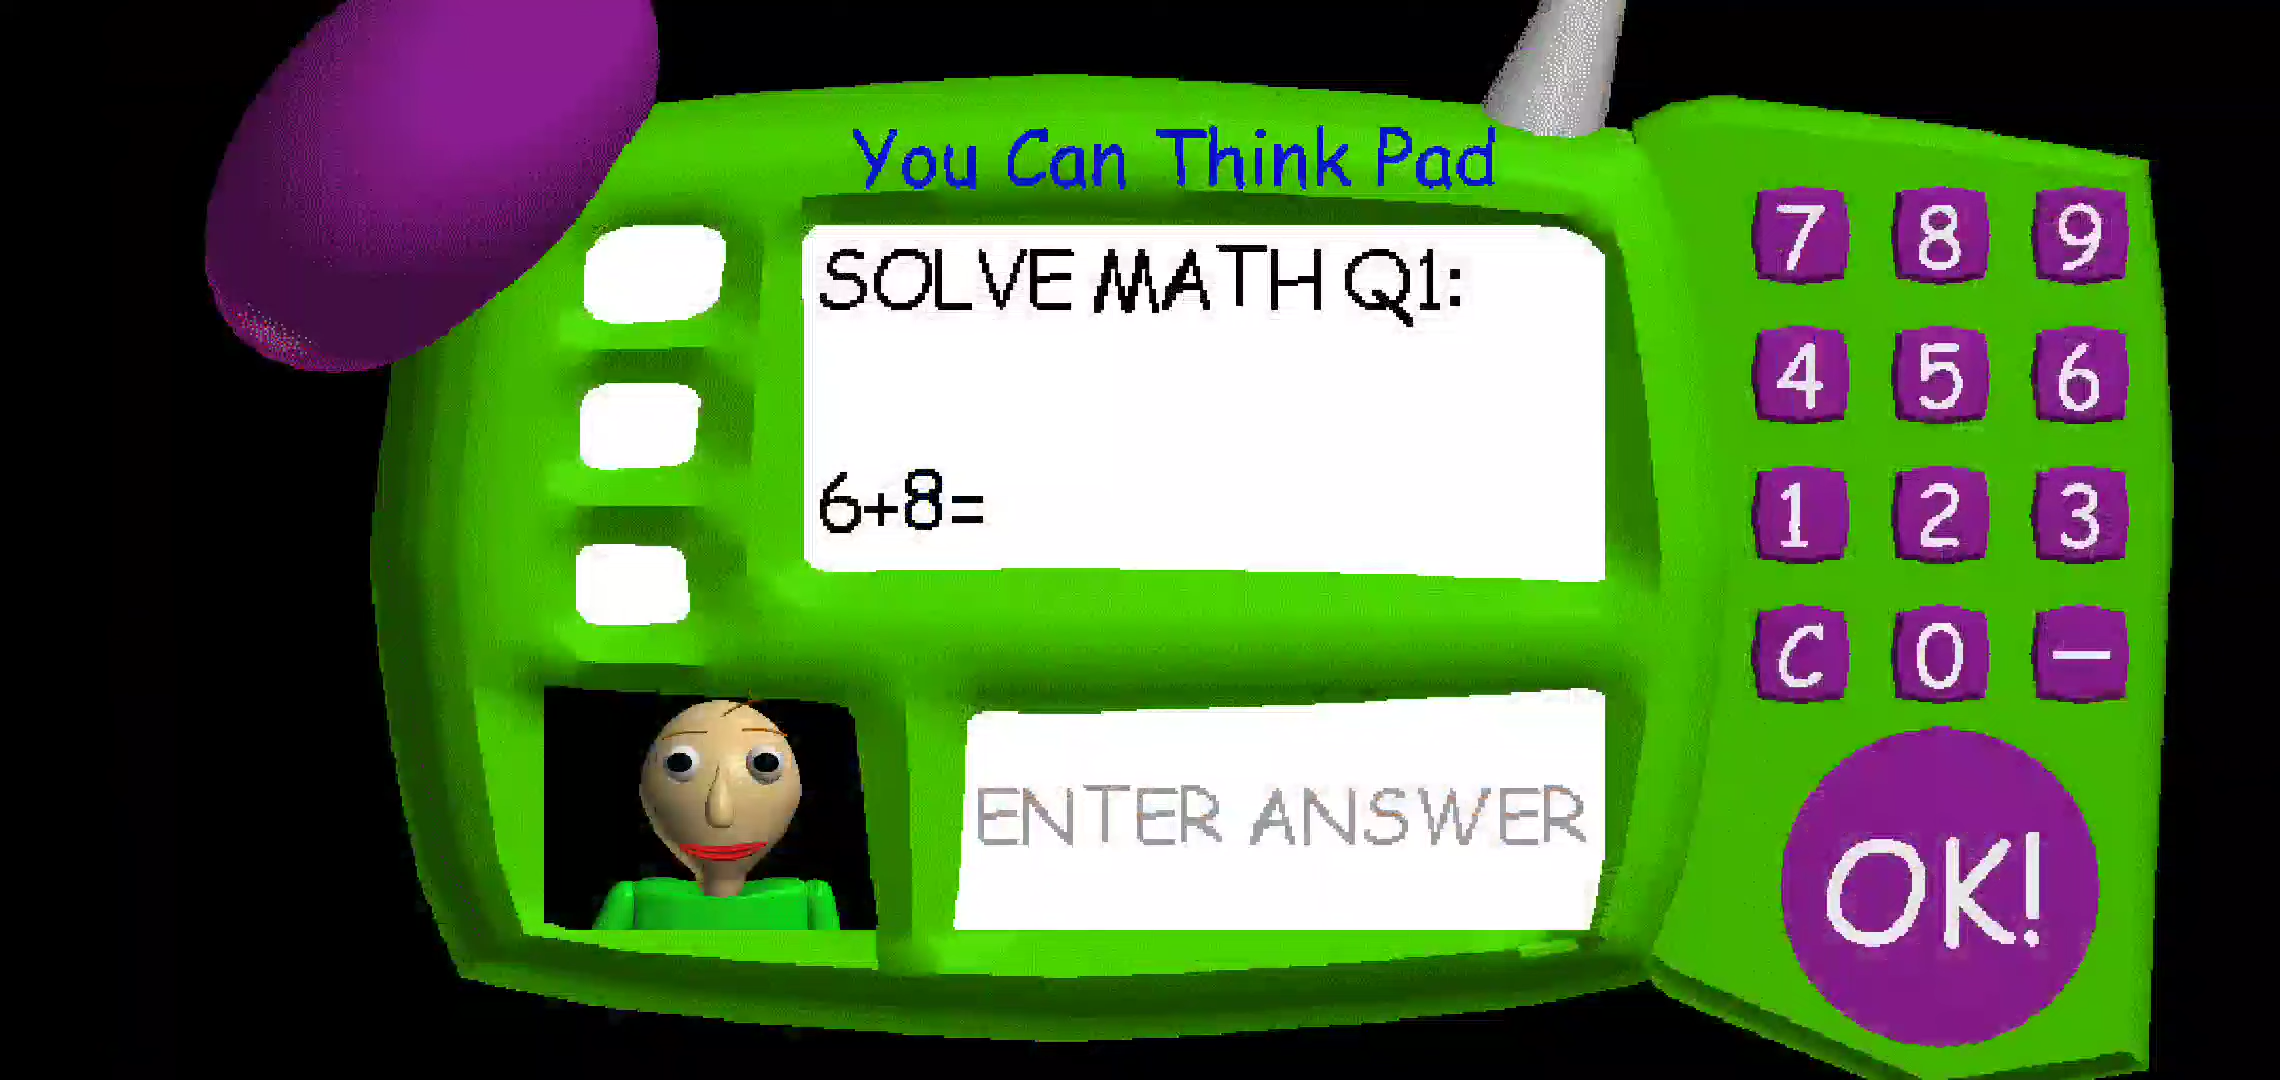 You Can Think Pad
SOLVE MATH Q1:
6+8=
ENTER ANSWER
7 8 9
4 5 6
1 2 3
C 0 –
OK!